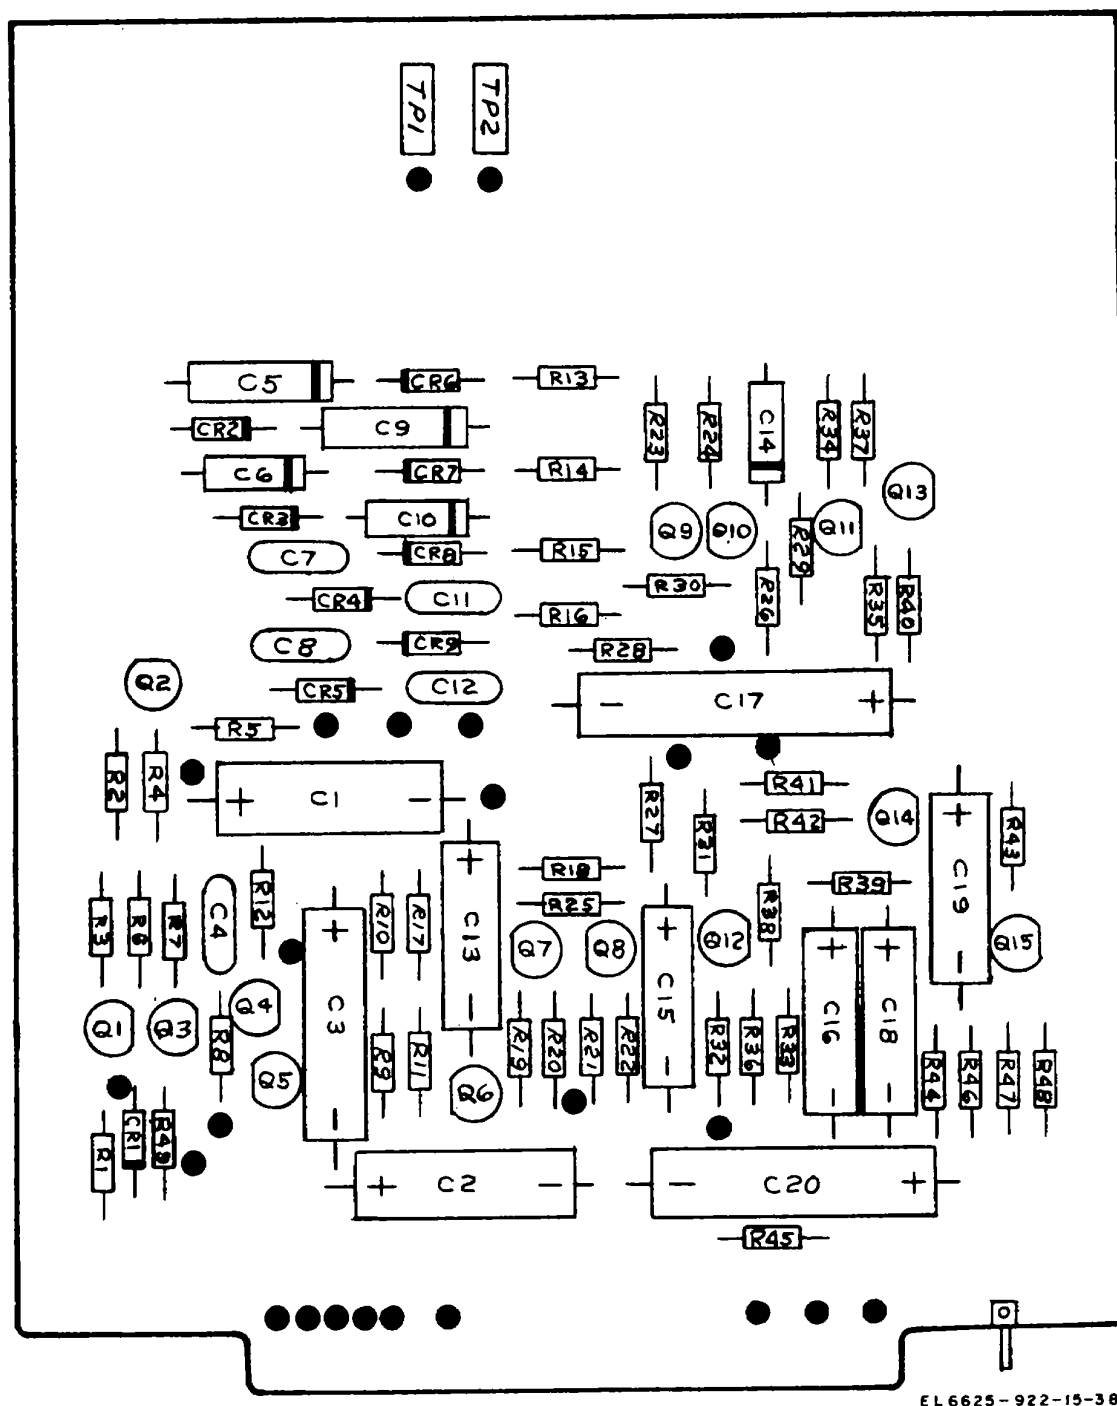 TP1
TP2
C5
CR6
R13
CR2
C9
R23
R24
C14
R34
R37
C6
CR7
R14
Q13
CR3
C10
Q9
Q10
Q11
R29
C7
CR8
R15
CR4
C11
R30
R26
R35
R40
R16
C8
CR9
R28
Q2
CR5
C12
- C17 +
R5
R2
R4
+ C1 -
R27
R41
R31
R42
Q14
+ C19 -
R43
R18
R39
R3
R6
R7
C4
R12
R10
R17
+ C13 -
R25
R38
+ C3 -
Q7
Q8
+ C15 -
Q12
+ C16 -
+ C18 -
Q15
Q1
Q3
Q4
R8
Q5
R9
R11
Q6
R19
R20
R21
R22
R32
R36
R33
R44
R46
R47
R48
R1
CR1
R49
+ C2 -
- C20 +
R45
EL6625-922-15-38